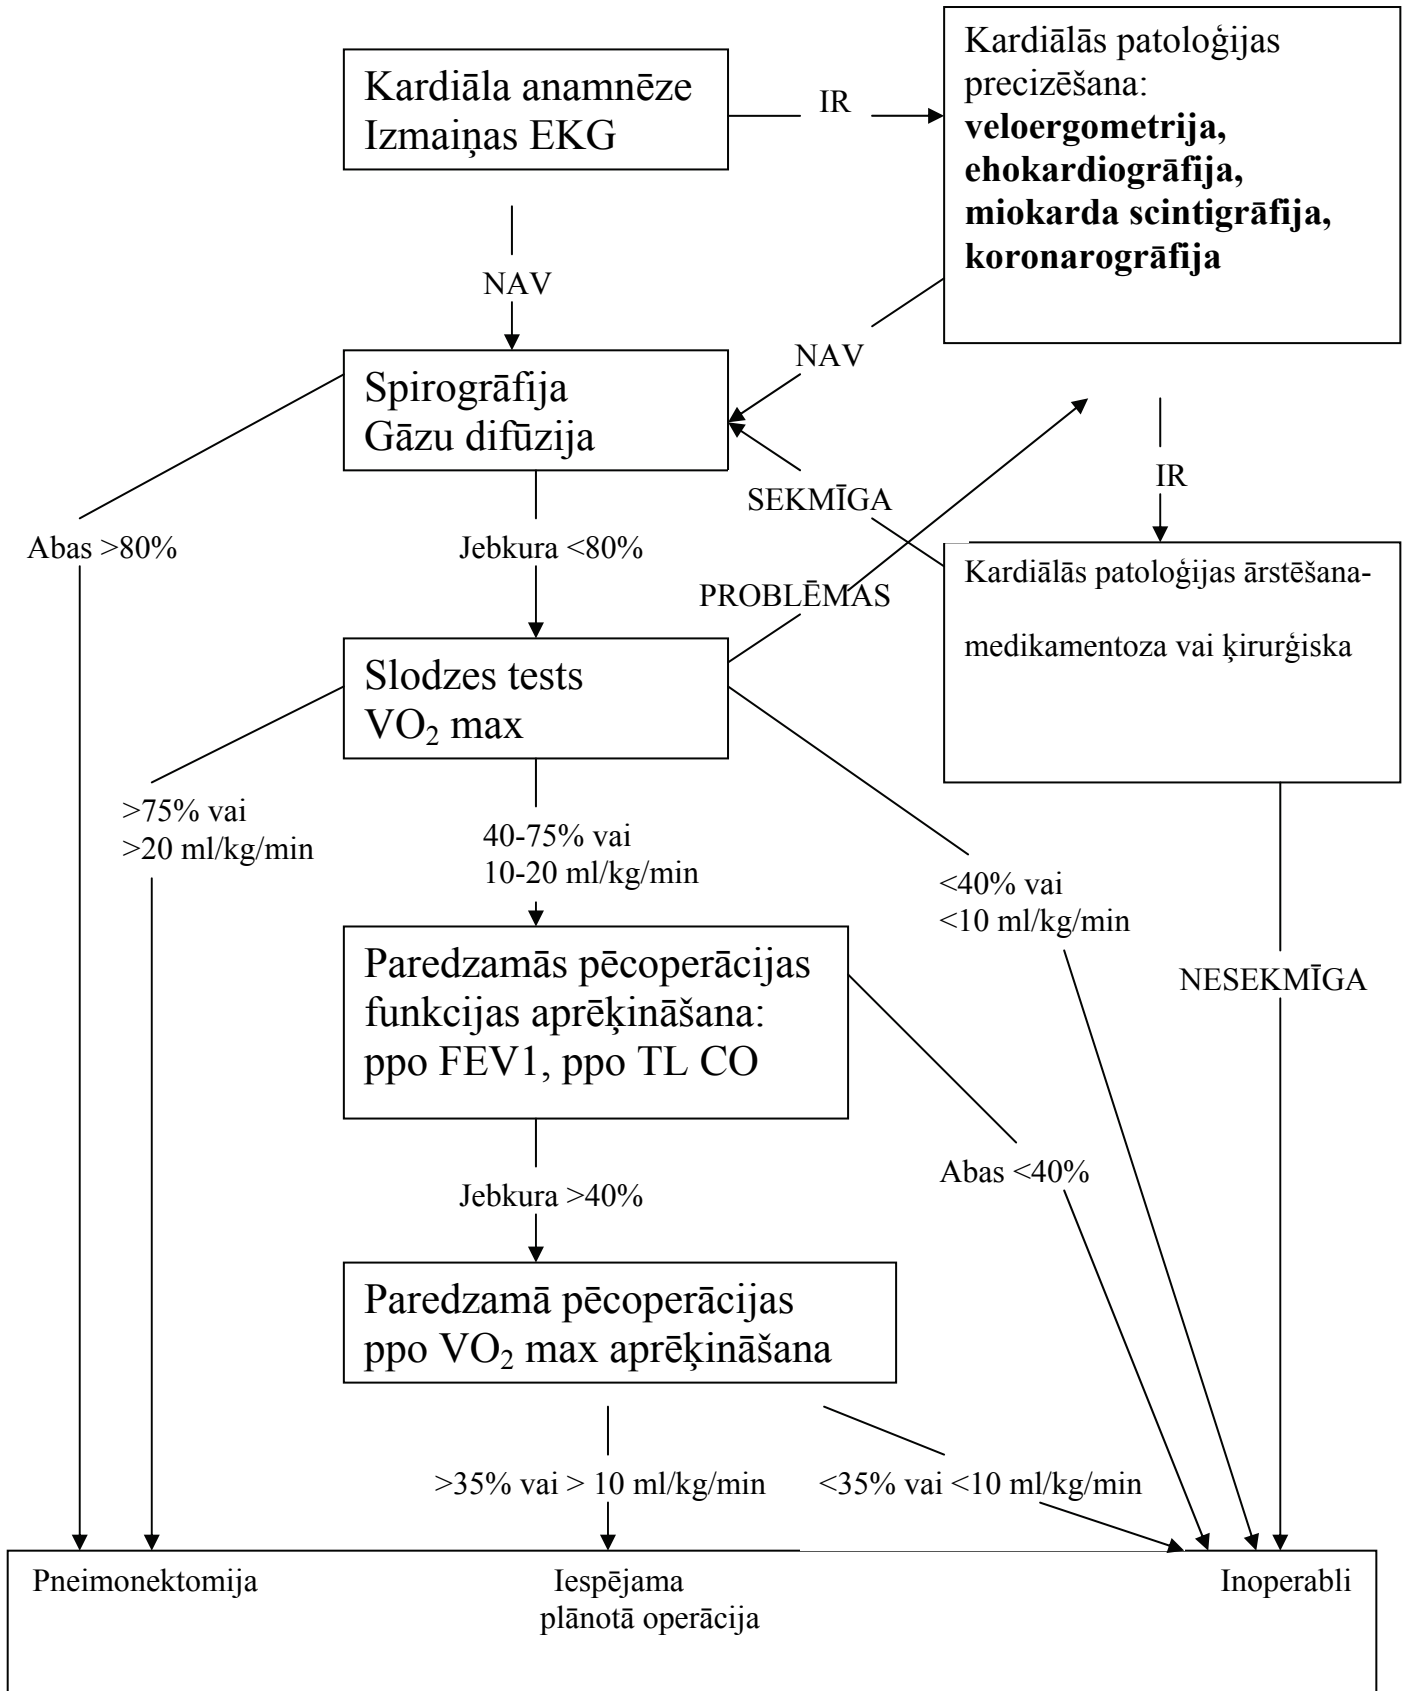 Kardiāla anamnēze
Izmaiņas EKG
IR
Kardiālās patoloģijas
precizēšana:
veloergometrija,
ehokardiogrāfija,
miokarda scintigrāfija,
koronarogrāfija
NAV
NAV
Spirogrāfija
Gāzu difūzija
SEKMĪGA
IR
Abas >80%
Jebkura <80%
PROBLĒMAS
Kardiālās patoloģijas ārstēšana-
medikamentoza vai ķirurģiska
Slodzes tests
VO₂ max
>75% vai
>20 ml/kg/min
40-75% vai
10-20 ml/kg/min
<40% vai
<10 ml/kg/min
NESEKMĪGA
Paredzamās pēcoperācijas
funkcijas aprēķināšana:
ppo FEV1, ppo TL CO
Abas <40%
Jebkura >40%
Paredzamā pēcoperācijas
ppo VO₂ max aprēķināšana
>35% vai > 10 ml/kg/min
<35% vai <10 ml/kg/min
Pneimonektomija
Iespējama
plānotā operācija
Inoperabli